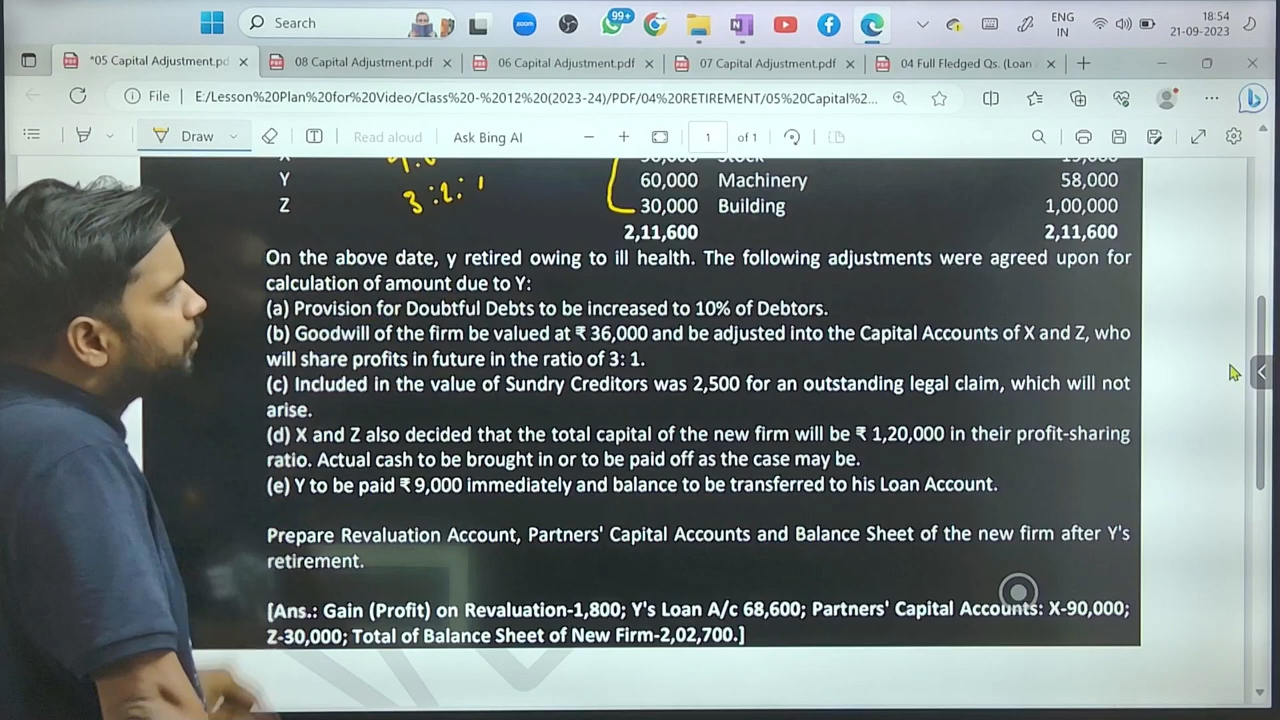 Search
99+
zoom
ENG
IN
18:54
21-09-2023
*05 Capital Adjustment.pd
08 Capital Adjustment.pdf
06 Capital Adjustment.pdf
07 Capital Adjustment.pdf
04 Full Fledged Qs. (Loan
File
E:/Lesson%20Plan%20for%20Video/Class%20-%2012%20(2023-24)/PDF/04%20RETIREMENT/05%20Capital%2...
Draw
Read aloud
Ask Bing AI
1
of 1
X 50,000 Stock 15,600
Y 3:2:1 60,000 Machinery 58,000
Z 30,000 Building 1,00,000
2,11,600 2,11,600
On the above date, y retired owing to ill health. The following adjustments were agreed upon for
calculation of amount due to Y:
(a) Provision for Doubtful Debts to be increased to 10% of Debtors.
(b) Goodwill of the firm be valued at ₹ 36,000 and be adjusted into the Capital Accounts of X and Z, who
will share profits in future in the ratio of 3: 1.
(c) Included in the value of Sundry Creditors was 2,500 for an outstanding legal claim, which will not
arise.
(d) X and Z also decided that the total capital of the new firm will be ₹ 1,20,000 in their profit-sharing
ratio. Actual cash to be brought in or to be paid off as the case may be.
(e) Y to be paid ₹ 9,000 immediately and balance to be transferred to his Loan Account.
Prepare Revaluation Account, Partners' Capital Accounts and Balance Sheet of the new firm after Y's
retirement.
[Ans.: Gain (Profit) on Revaluation-1,800; Y's Loan A/c 68,600; Partners' Capital Accounts: X-90,000;
Z-30,000; Total of Balance Sheet of New Firm-2,02,700.]